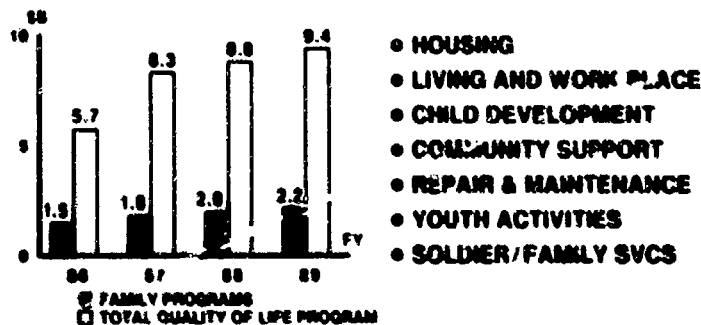 $B
10
5
0
1.5
5.7
1.8
8.3
2.0
8.8
2.2
9.4
FY
86
87
88
89
FAMILY PROGRAMS
TOTAL QUALITY OF LIFE PROGRAM
• HOUSING
• LIVING AND WORK PLACE
• CHILD DEVELOPMENT
• COMMUNITY SUPPORT
• REPAIR & MAINTENANCE
• YOUTH ACTIVITIES
• SOLDIER/FAMILY SVCS